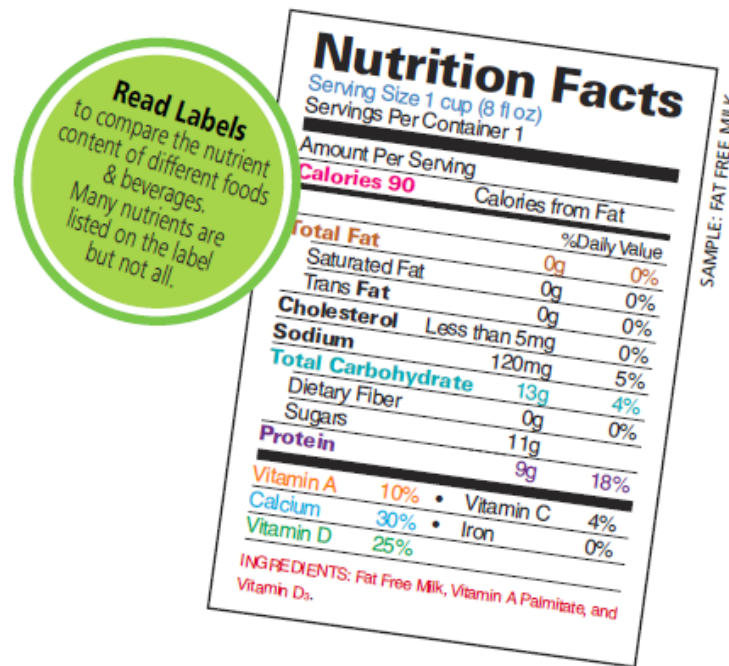 Read Labels
to compare the nutrient
content of different foods
& beverages.
Many nutrients are
listed on the label
but not all.
Nutrition Facts
Serving Size 1 cup (8 fl oz)
Servings Per Container 1
Amount Per Serving
Calories 90 Calories from Fat
%Daily Value
Total Fat 0g 0%
Saturated Fat 0g 0%
Trans Fat 0g 0%
Cholesterol Less than 5mg 0%
Sodium 120mg 5%
Total Carbohydrate 13g 4%
Dietary Fiber 0g 0%
Sugars 11g
Protein 9g 18%
Vitamin A 10% • Vitamin C 4%
Calcium 30% • Iron 0%
Vitamin D 25%
INGREDIENTS: Fat Free Milk, Vitamin A Palmitate, and
Vitamin D₃.
SAMPLE: FAT FREE MILK